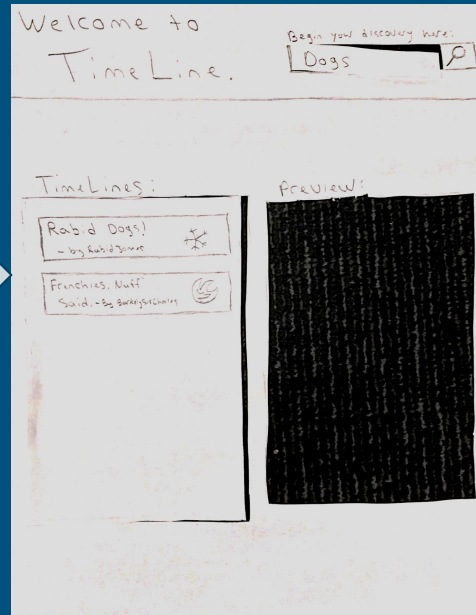 Welcome to
TimeLine.
Begin your discovery here:
Dogs
TimeLines:
Rabid Dogs!
- by RabidJames
Frenchies. Nuff
Said. - By
Preview: